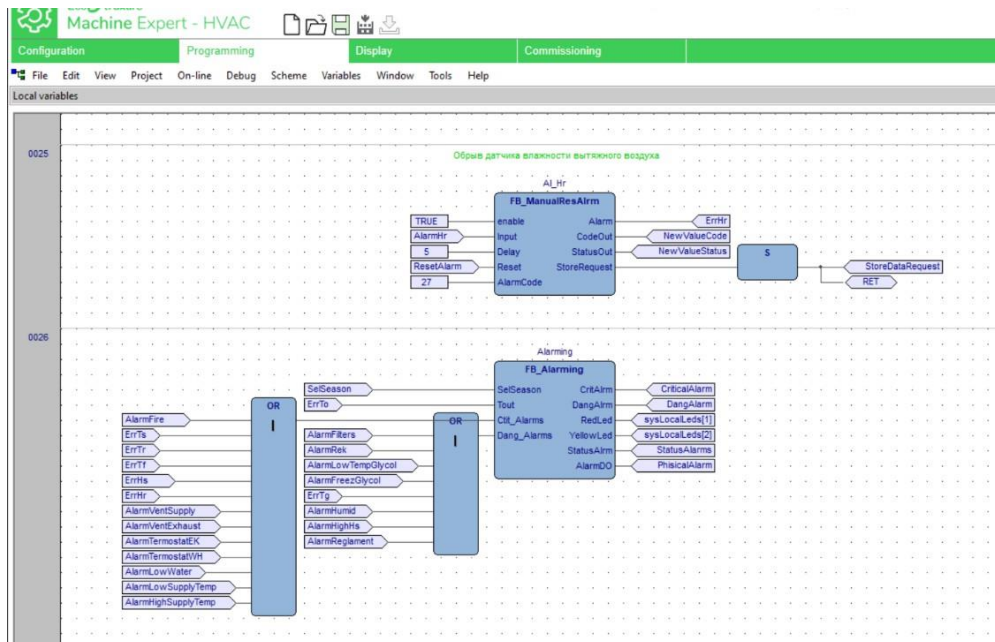 Machine Expert - HVAC
Configuration Programming Display Commissioning
File Edit View Project On-line Debug Scheme Variables Window Tools Help
Local variables
0025
Обрыв датчика влажности вытяжного воздуха
AI_Hr
FB_ManualResAlrm
TRUE enable Alarm ErrHr
AlarmHr Input CodeOut NewValueCode
5 Delay StatusOut NewValueStatus S
ResetAlarm Reset StoreRequest StoreDataRequest
27 AlarmCode RET
0026
Alarming
FB_Alarming
SelSeason SelSeason CritAlrm CriticalAlarm
ErrTo Tout DangAlrm DangAlarm
OR
AlarmFire OR Ctit_Alarms RedLed sysLocalLeds[1]
ErrTs AlarmFilters Dang_Alarms YellowLed sysLocalLeds[2]
ErrTr AlarmRek StatusAlrm StatusAlarms
ErrTf AlarmLowTempGlycol AlarmDO PhisicalAlarm
ErrHs AlarmFreezGlycol
ErrHr ErrTg
AlarmVentSupply AlarmHumid
AlarmVentExhaust AlarmHighHs
AlarmTermostatEK AlarmReglament
AlarmTermostatWH
AlarmLowWater
AlarmLowSupplyTemp
AlarmHighSupplyTemp